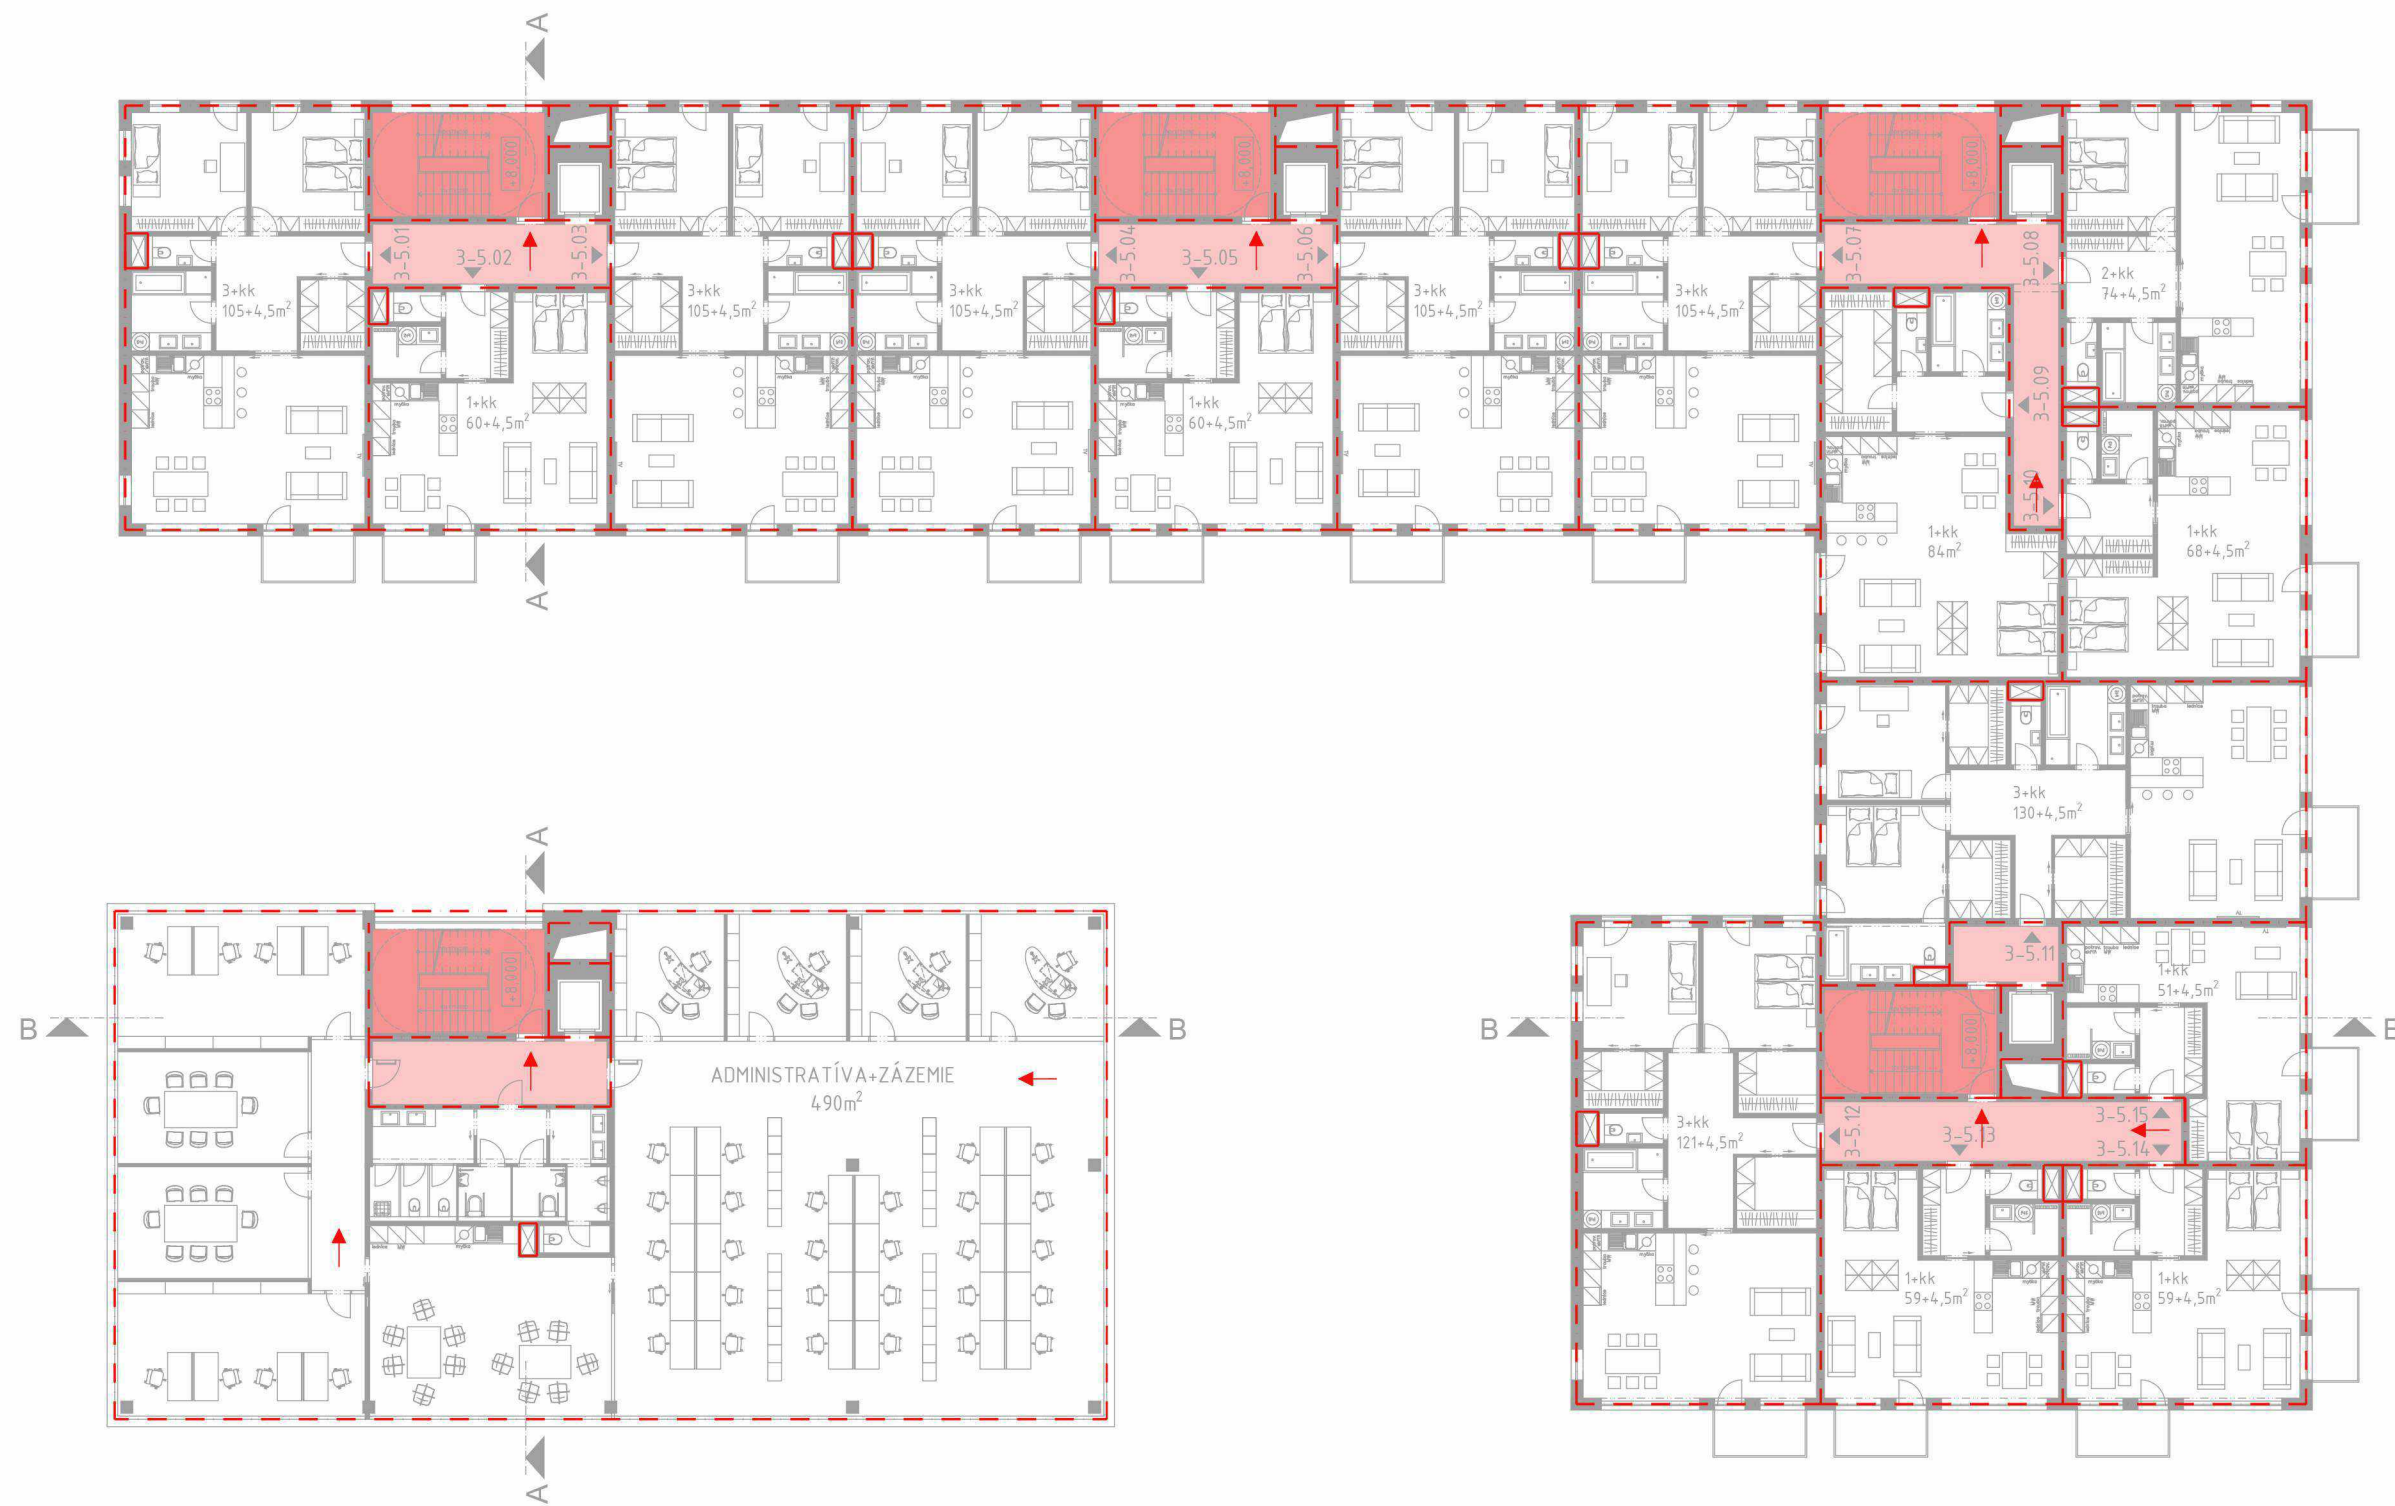 A
3-5.01
3-5.02
3-5.03
+8,000
3+kk
105+4,5m²
1+kk
60+4,5m²
3+kk
105+4,5m²
3+kk
105+4,5m²
3-5.04
3-5.05
3-5.06
+8,000
1+kk
60+4,5m²
3+kk
105+4,5m²
3+kk
105+4,5m²
3-5.07
3-5.08
+8,000
2+kk
74+4,5m²
3-5.09
3-5.10
1+kk
84m²
1+kk
68+4,5m²
A
3+kk
130+4,5m²
A
B
+8,000
ADMINISTRATÍVA+ZÁZEMIE
490m²
B
A
B
3-5.11
1+kk
51+4,5m²
+8,000
B
3+kk
121+4,5m²
3-5.12
3-5.13
3-5.15
3-5.14
1+kk
59+4,5m²
1+kk
59+4,5m²